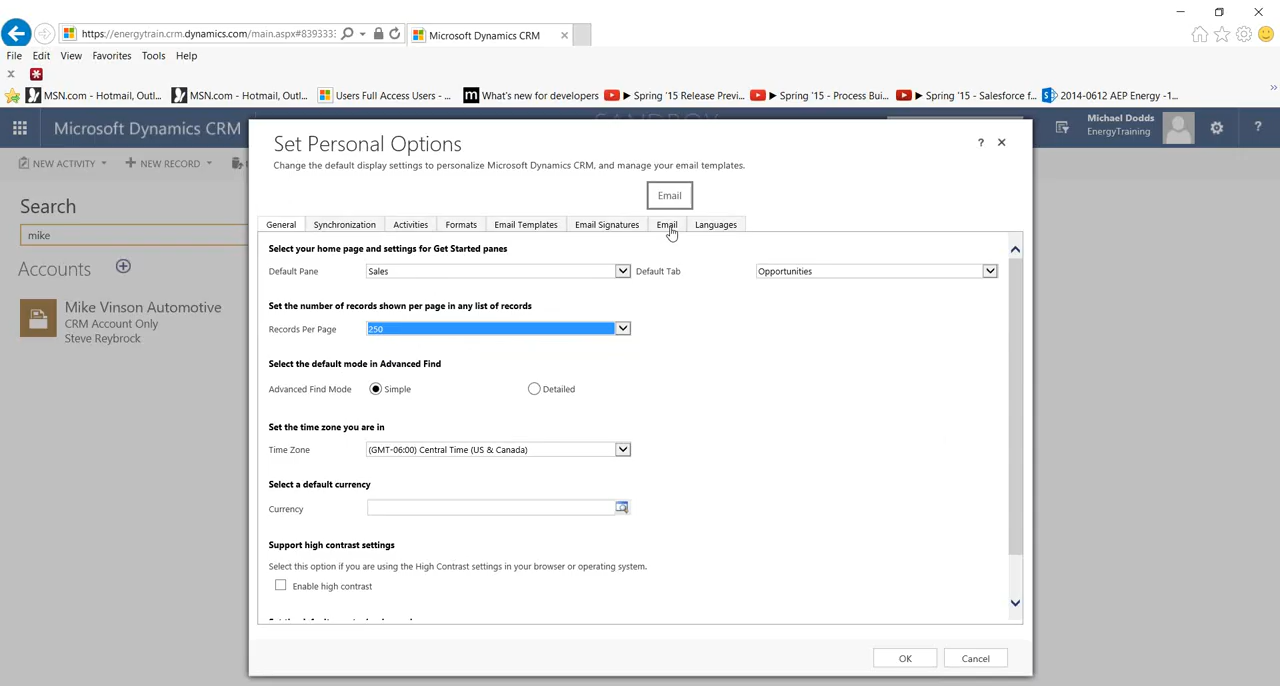 https://energytrain.crm.dynamics.com/main.aspx#839333
Microsoft Dynamics CRM
File Edit View Favorites Tools Help
x
MSN.com - Hotmail, Outl... MSN.com - Hotmail, Outl... Users Full Access Users - ... What's new for developers ▶ Spring '15 Release Previ... ▶ Spring '15 - Process Bui... ▶ Spring '15 - Salesforce f... 2014-0612 AEP Energy -1... »
Microsoft Dynamics CRM
Michael Dodds
EnergyTraining
?
NEW ACTIVITY NEW RECORD
Search
mike
Accounts
Mike Vinson Automotive
CRM Account Only
Steve Reybrock
Set Personal Options
? x
Change the default display settings to personalize Microsoft Dynamics CRM, and manage your email templates.
Email
General Synchronization Activities Formats Email Templates Email Signatures Email Languages
Select your home page and settings for Get Started panes
Default Pane Sales Default Tab Opportunities
Set the number of records shown per page in any list of records
Records Per Page 250
Select the default mode in Advanced Find
Advanced Find Mode Simple Detailed
Set the time zone you are in
Time Zone (GMT-06:00) Central Time (US & Canada)
Select a default currency
Currency
Support high contrast settings
Select this option if you are using the High Contrast settings in your browser or operating system.
Enable high contrast
OK Cancel